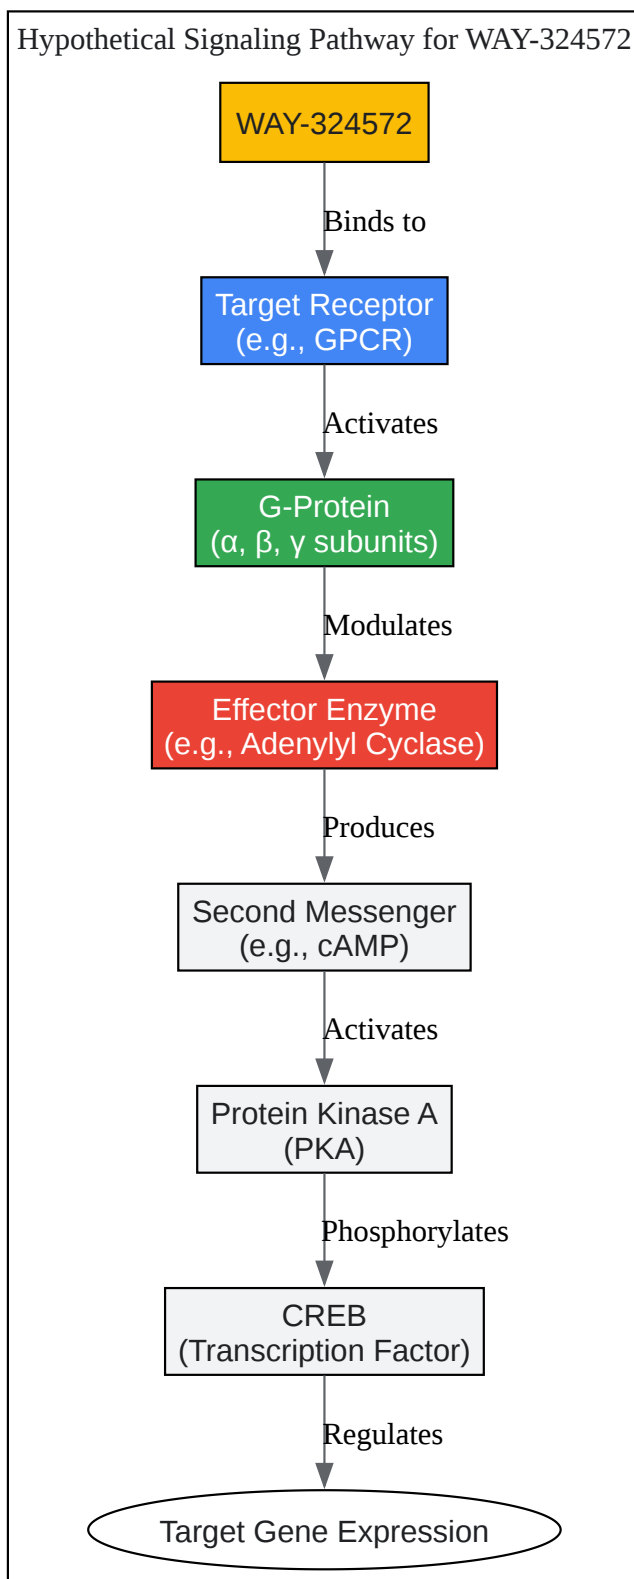 Hypothetical Signaling Pathway for WAY-324572
WAY-324572
Binds to
Target Receptor
(e.g., GPCR)
Activates
G-Protein
(α, β, γ subunits)
Modulates
Effector Enzyme
(e.g., Adenylyl Cyclase)
Produces
Second Messenger
(e.g., cAMP)
Activates
Protein Kinase A
(PKA)
Phosphorylates
CREB
(Transcription Factor)
Regulates
Target Gene Expression